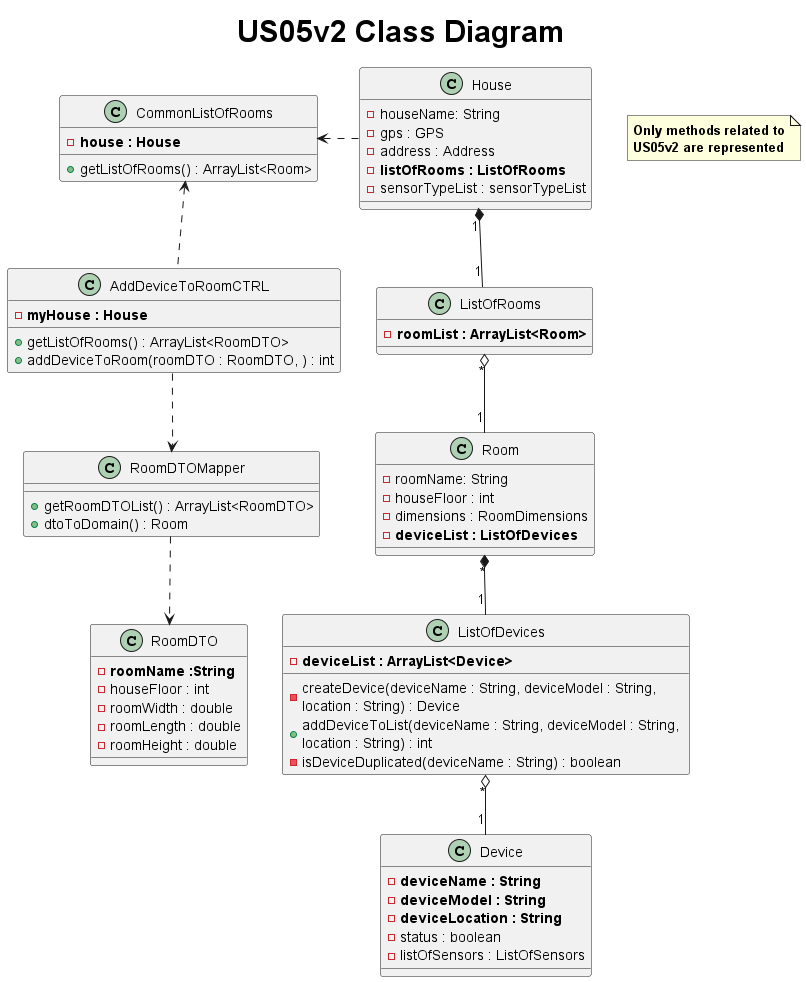 US05v2 Class Diagram
C CommonListOfRooms
house : House
getListOfRooms() : ArrayList<Room>
C House
houseName: String
gps : GPS
address : Address
listOfRooms : ListOfRooms
sensorTypeList : sensorTypeList
Only methods related to
US05v2 are represented
1
1
C AddDeviceToRoomCTRL
myHouse : House
getListOfRooms() : ArrayList<RoomDTO>
addDeviceToRoom(roomDTO : RoomDTO, ) : int
C ListOfRooms
roomList : ArrayList<Room>
*
1
C RoomDTOMapper
getRoomDTOList() : ArrayList<RoomDTO>
dtoToDomain() : Room
C Room
roomName: String
houseFloor : int
dimensions : RoomDimensions
deviceList : ListOfDevices
*
1
C RoomDTO
roomName :String
houseFloor : int
roomWidth : double
roomLength : double
roomHeight : double
C ListOfDevices
deviceList : ArrayList<Device>
createDevice(deviceName : String, deviceModel : String,
location : String) : Device
addDeviceToList(deviceName : String, deviceModel : String,
location : String) : int
isDeviceDuplicated(deviceName : String) : boolean
*
1
C Device
deviceName : String
deviceModel : String
deviceLocation : String
status : boolean
listOfSensors : ListOfSensors